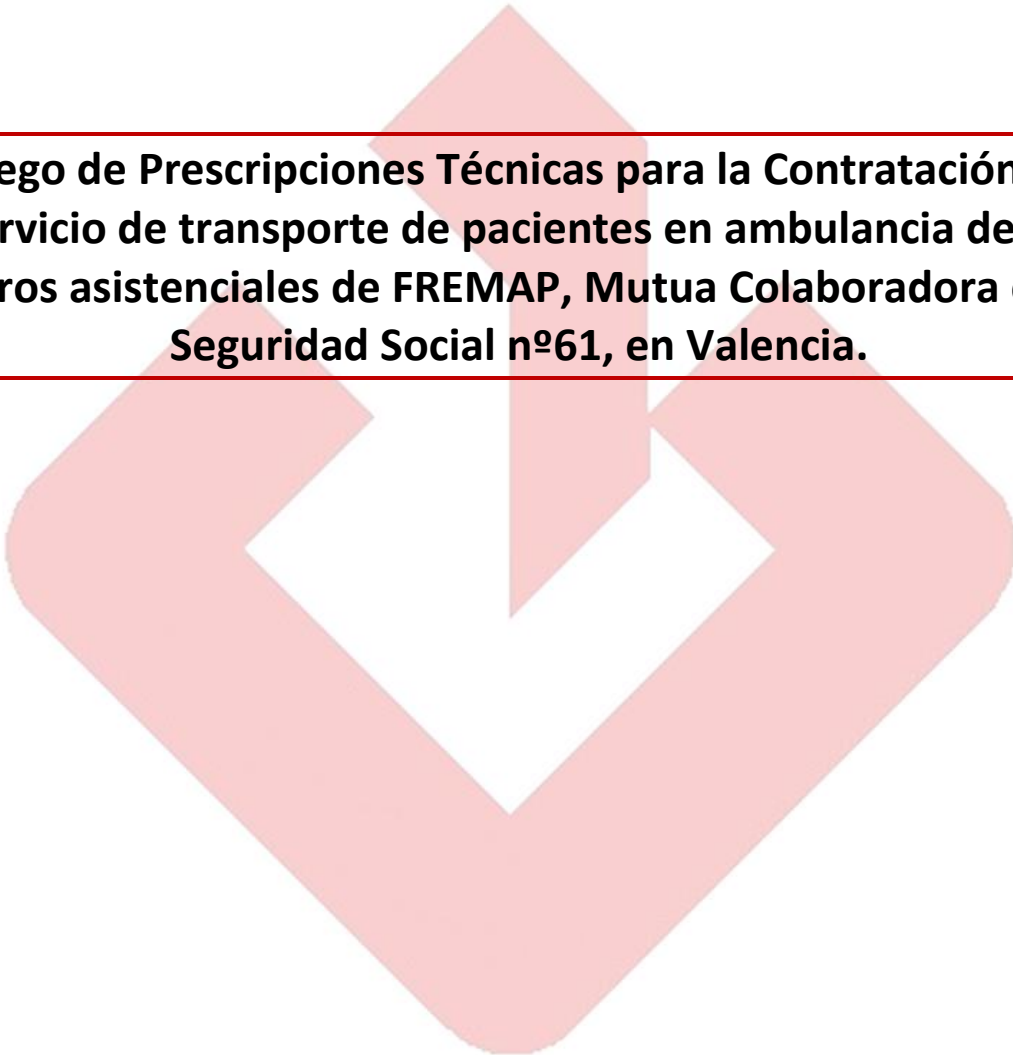 ego de Prescripciones Técnicas para la Contratación
rvicio de transporte de pacientes en ambulancia de
ros asistenciales de FREMAP, Mutua Colaboradora
Seguridad Social nº61, en Valencia.